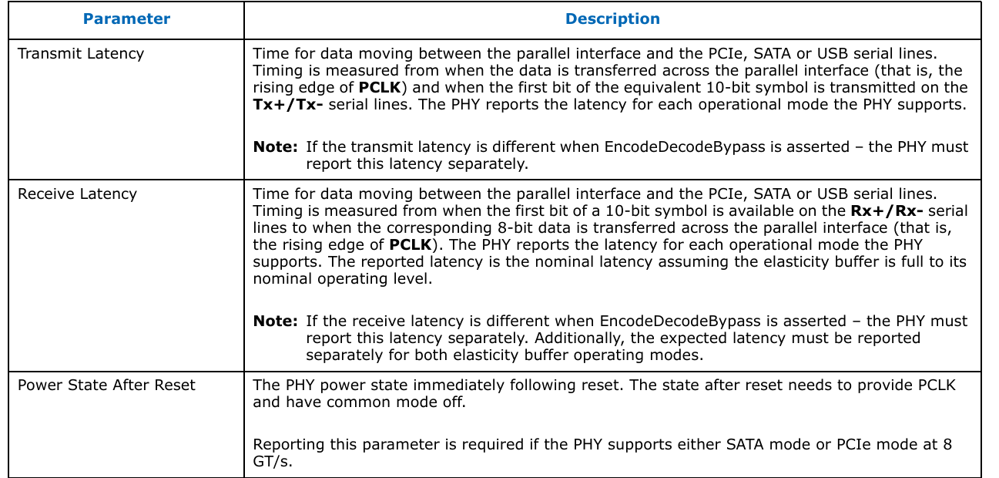 Parameter
Description
Transmit Latency
Time for data moving between the parallel interface and the PCIe, SATA or USB serial lines.
Timing is measured from when the data is transferred across the parallel interface (that is, the
rising edge of PCLK) and when the first bit of the equivalent 10-bit symbol is transmitted on the
Tx+/Tx- serial lines. The PHY reports the latency for each operational mode the PHY supports.
Note: If the transmit latency is different when EncodeDecodeBypass is asserted – the PHY must
report this latency separately.
Receive Latency
Time for data moving between the parallel interface and the PCIe, SATA or USB serial lines.
Timing is measured from when the first bit of a 10-bit symbol is available on the Rx+/Rx- serial
lines to when the corresponding 8-bit data is transferred across the parallel interface (that is,
the rising edge of PCLK). The PHY reports the latency for each operational mode the PHY
supports. The reported latency is the nominal latency assuming the elasticity buffer is full to its
nominal operating level.
Note: If the receive latency is different when EncodeDecodeBypass is asserted – the PHY must
report this latency separately. Additionally, the expected latency must be reported
separately for both elasticity buffer operating modes.
Power State After Reset
The PHY power state immediately following reset. The state after reset needs to provide PCLK
and have common mode off.
Reporting this parameter is required if the PHY supports either SATA mode or PCIe mode at 8
GT/s.